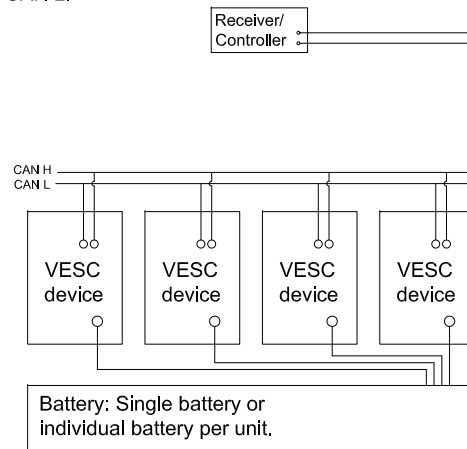 Receiver/
Controller
CAN H
CAN L
VESC
device
VESC
device
VESC
device
VESC
device
Battery: Single battery or
individual battery per unit.